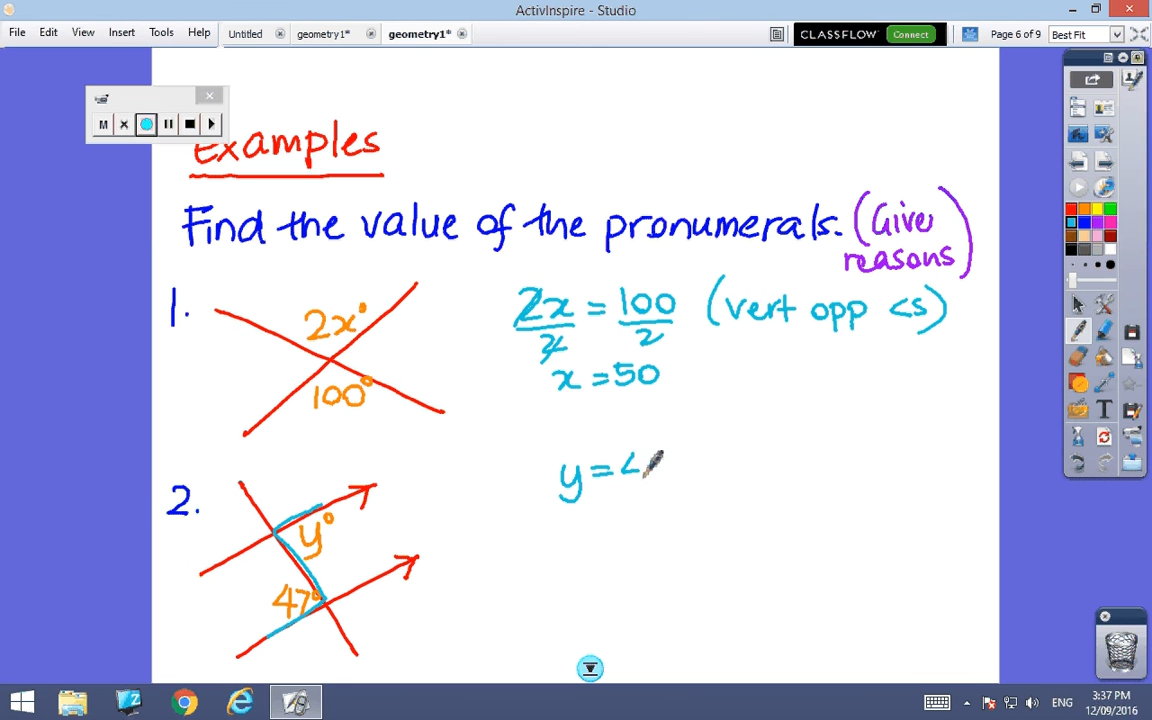 ActivInspire - Studio
File Edit View Insert Tools Help Untitled geometry1* geometry1* CLASSFLOW Connect Page 6 of 9 Best Fit
M
Examples
Find the value of the pronumerals. (Give
reasons)
1. 2x° 2x/2 = 100/2 (vert opp <s)
100° x = 50
2. y° y =
47°
T
ENG 3:37 PM
12/09/2016